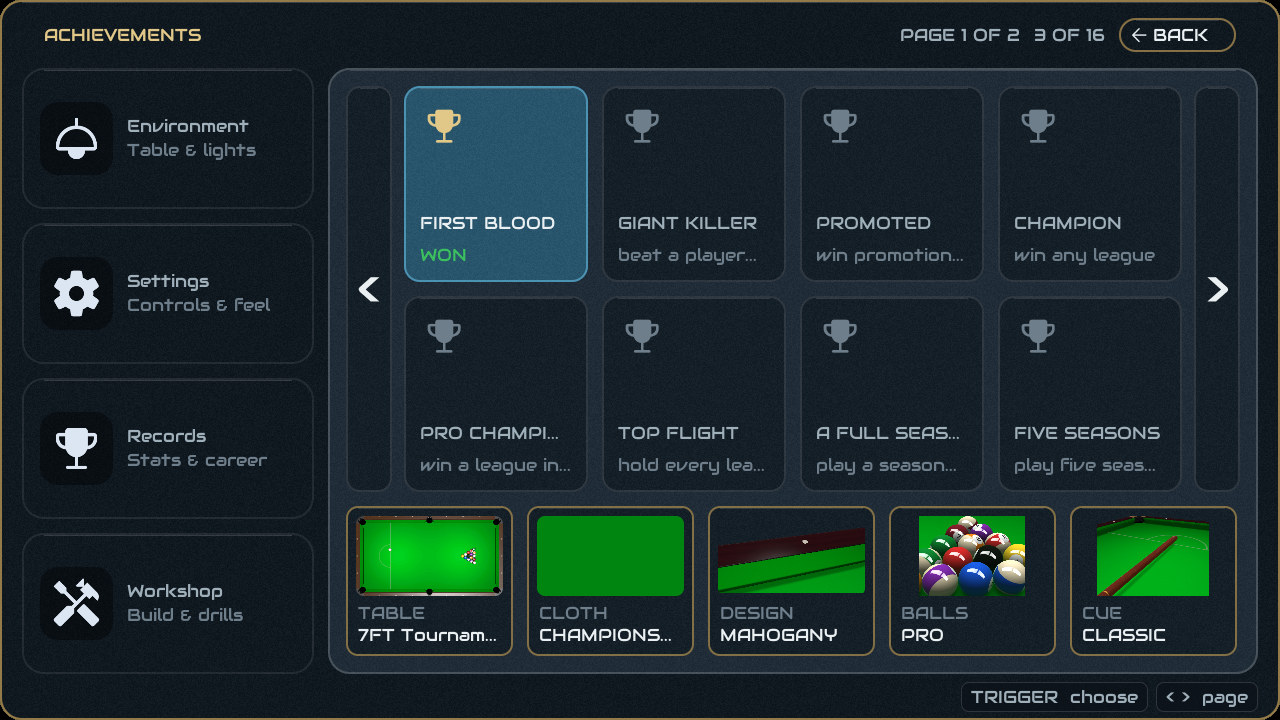 ACHIEVEMENTS
PAGE 1 OF 2 3 OF 16
BACK
Environment
Table & lights
Settings
Controls & feel
Records
Stats & career
Workshop
Build & drills
FIRST BLOOD
WON
GIANT KILLER
beat a player...
PROMOTED
win promotion...
CHAMPION
win any league
PRO CHAMPI...
win a league in...
TOP FLIGHT
hold every lea...
A FULL SEAS...
play a season...
FIVE SEASONS
play five seas...
TABLE
7FT Tournam...
CLOTH
CHAMPIONS...
DESIGN
MAHOGANY
BALLS
PRO
CUE
CLASSIC
TRIGGER choose
< > page